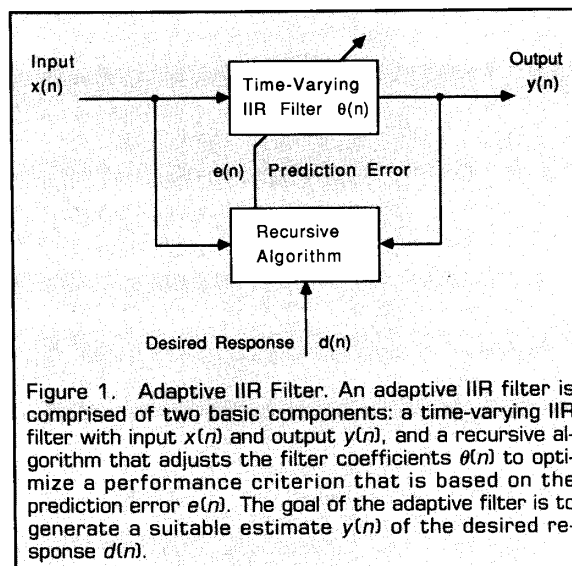 Input
x(n)
Output
y(n)
Time-Varying
IIR Filter θ(n)
e(n) Prediction Error
Recursive
Algorithm
Desired Response d(n)
Figure 1. Adaptive IIR Filter. An adaptive IIR filter is
comprised of two basic components: a time-varying IIR
filter with input x(n) and output y(n), and a recursive al-
gorithm that adjusts the filter coefficients θ(n) to opti-
mize a performance criterion that is based on the
prediction error e(n). The goal of the adaptive filter is to
generate a suitable estimate y(n) of the desired re-
sponse d(n).